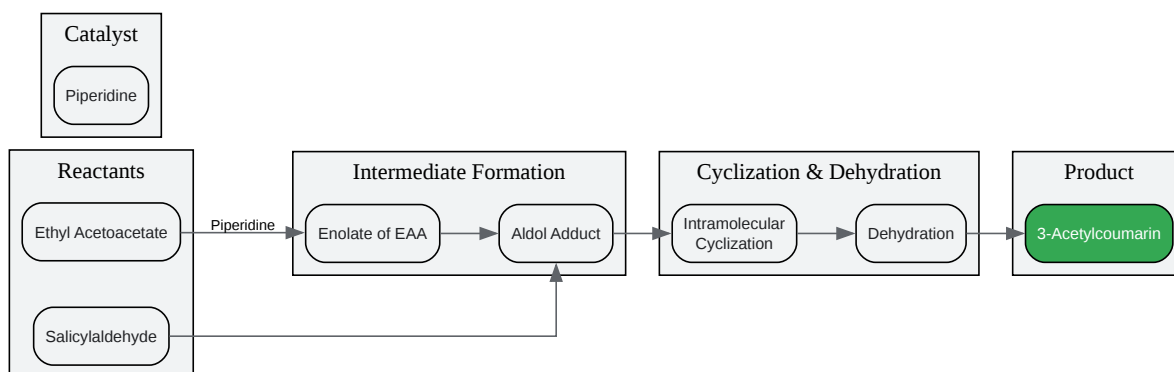 Catalyst
Piperidine
Reactants
Ethyl Acetoacetate
Salicylaldehyde
Piperidine
Intermediate Formation
Enolate of EAA
Aldol Adduct
Cyclization & Dehydration
Intramolecular
Cyclization
Dehydration
Product
3-Acetylcoumarin